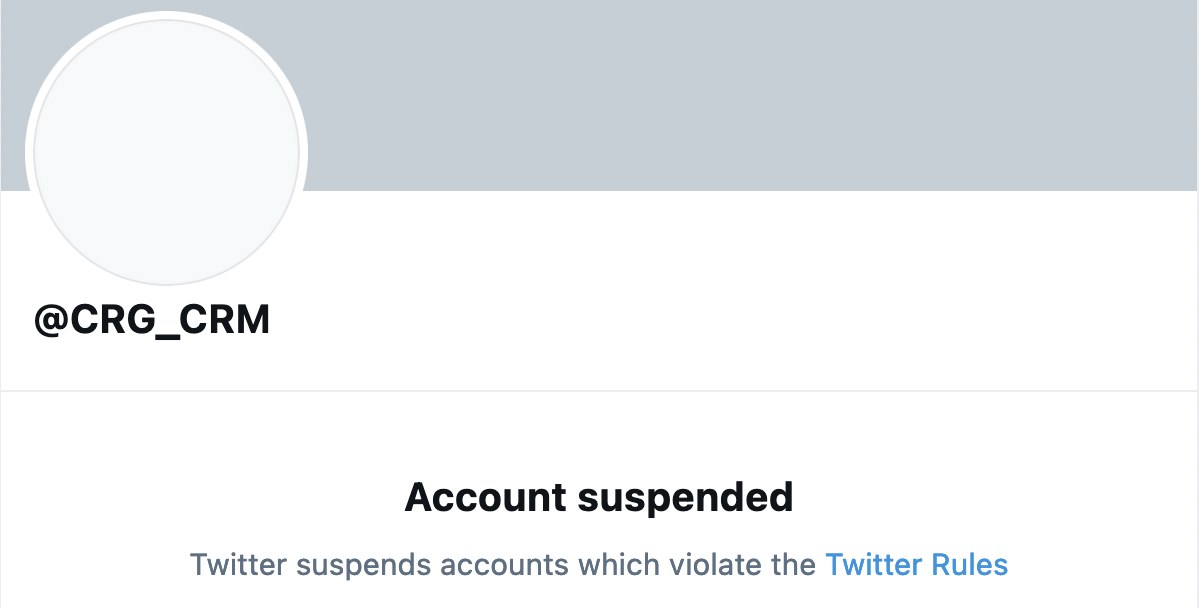 @CRG_CRM
Account suspended
Twitter suspends accounts which violate the Twitter Rules